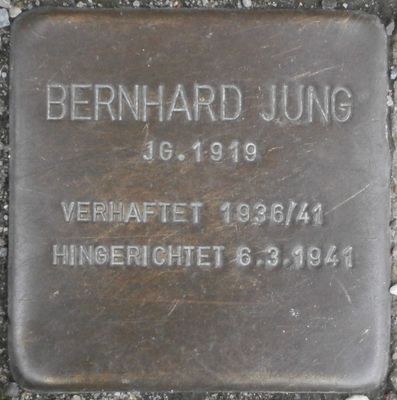 BERNHARD JUNG
JG. 1919
VERHAFTET 1936/41
HINGERICHTET 6.3.1941